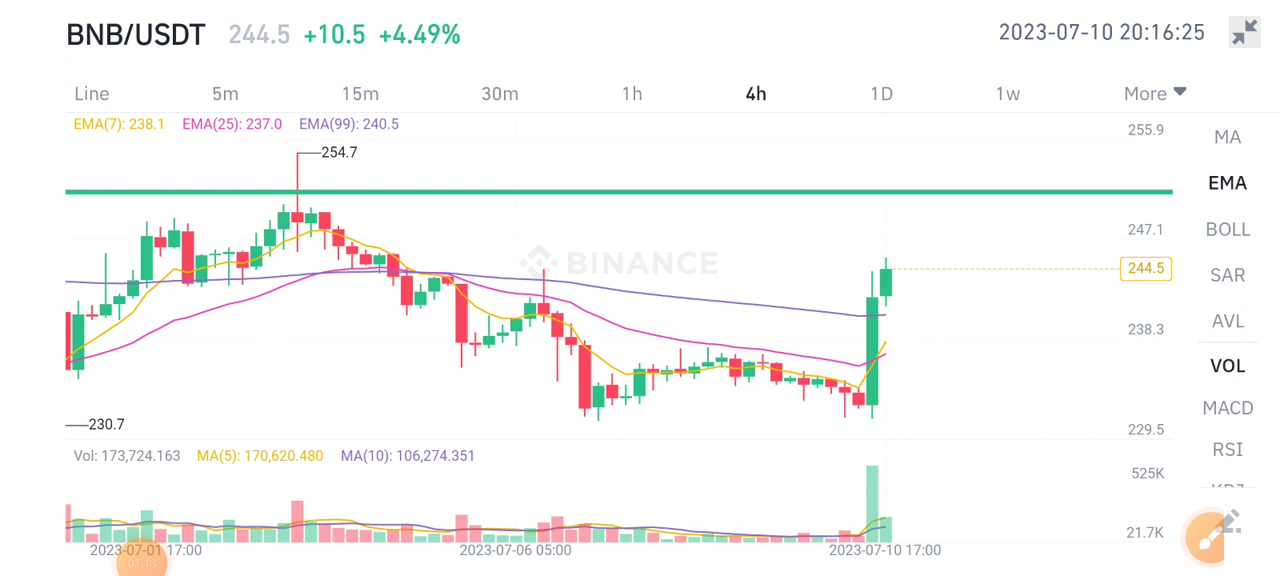 BNB/USDT 244.5 +10.5 +4.49% 2023-07-10 20:16:25
Line 5m 15m 30m 1h 4h 1D 1w More
EMA(7): 238.1 EMA(25): 237.0 EMA(99): 240.5
255.9
MA
254.7
EMA
247.1
BOLL
BINANCE
244.5
SAR
AVL
238.3
VOL
MACD
230.7
229.5
RSI
Vol: 173,724.163 MA(5): 170,620.480 MA(10): 106,274.351
525K
KDJ
21.7K
2023-07-01 17:00 2023-07-06 05:00 2023-07-10 17:00
01:13